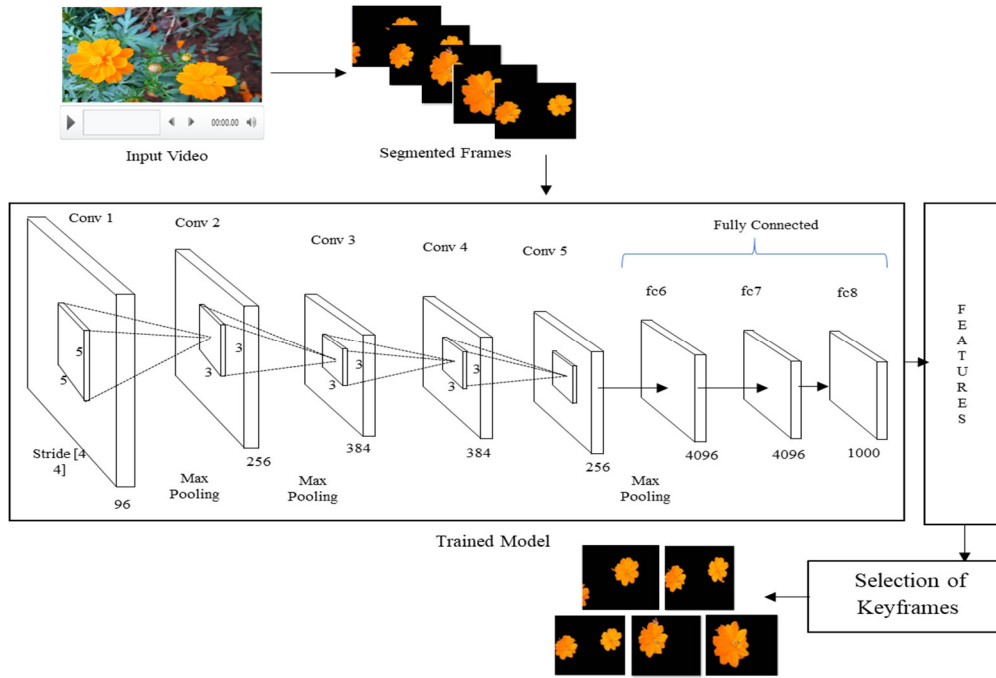 00:00.00
Input Video
Segmented Frames
Conv 1
Conv 2
Conv 3
Conv 4
Conv 5
Fully Connected
fc6
fc7
fc8
5
5
3
3
3
3
3
3
Stride [4
4]
96
256
384
384
256
4096
4096
1000
Max
Pooling
Max
Pooling
Max
Pooling
FEATURES
Trained Model
Selection of
Keyframes